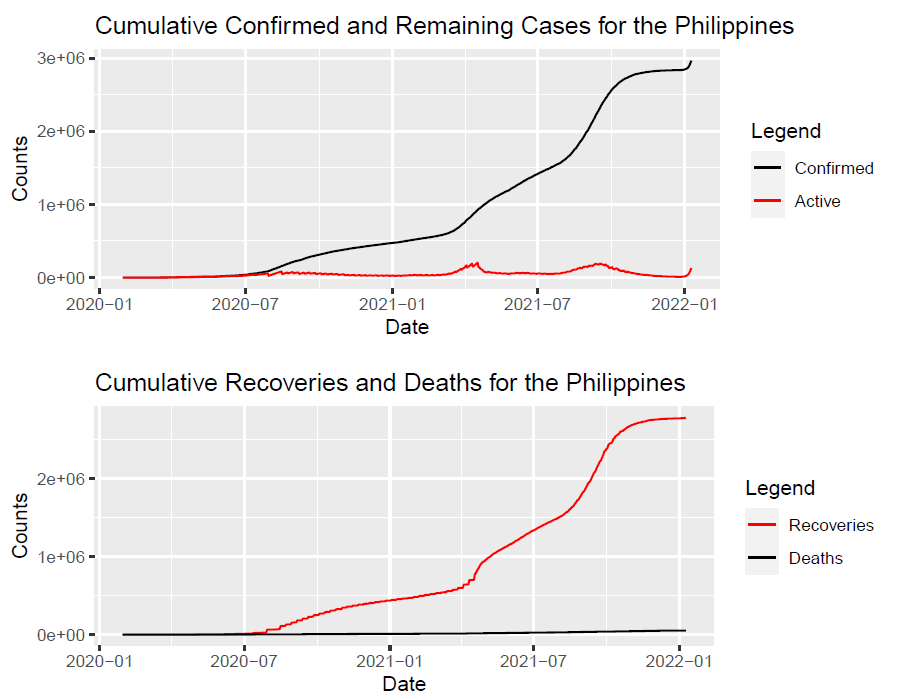 Cumulative Confirmed and Remaining Cases for the Philippines
3e+06
2e+06
1e+06
0e+00
Counts
2020−01
2020−07
2021−01
2021−07
2022−01
Date
Legend
Confirmed
Active
Cumulative Recoveries and Deaths for the Philippines
2e+06
1e+06
0e+00
Counts
2020−01
2020−07
2021−01
2021−07
2022−01
Date
Legend
Recoveries
Deaths